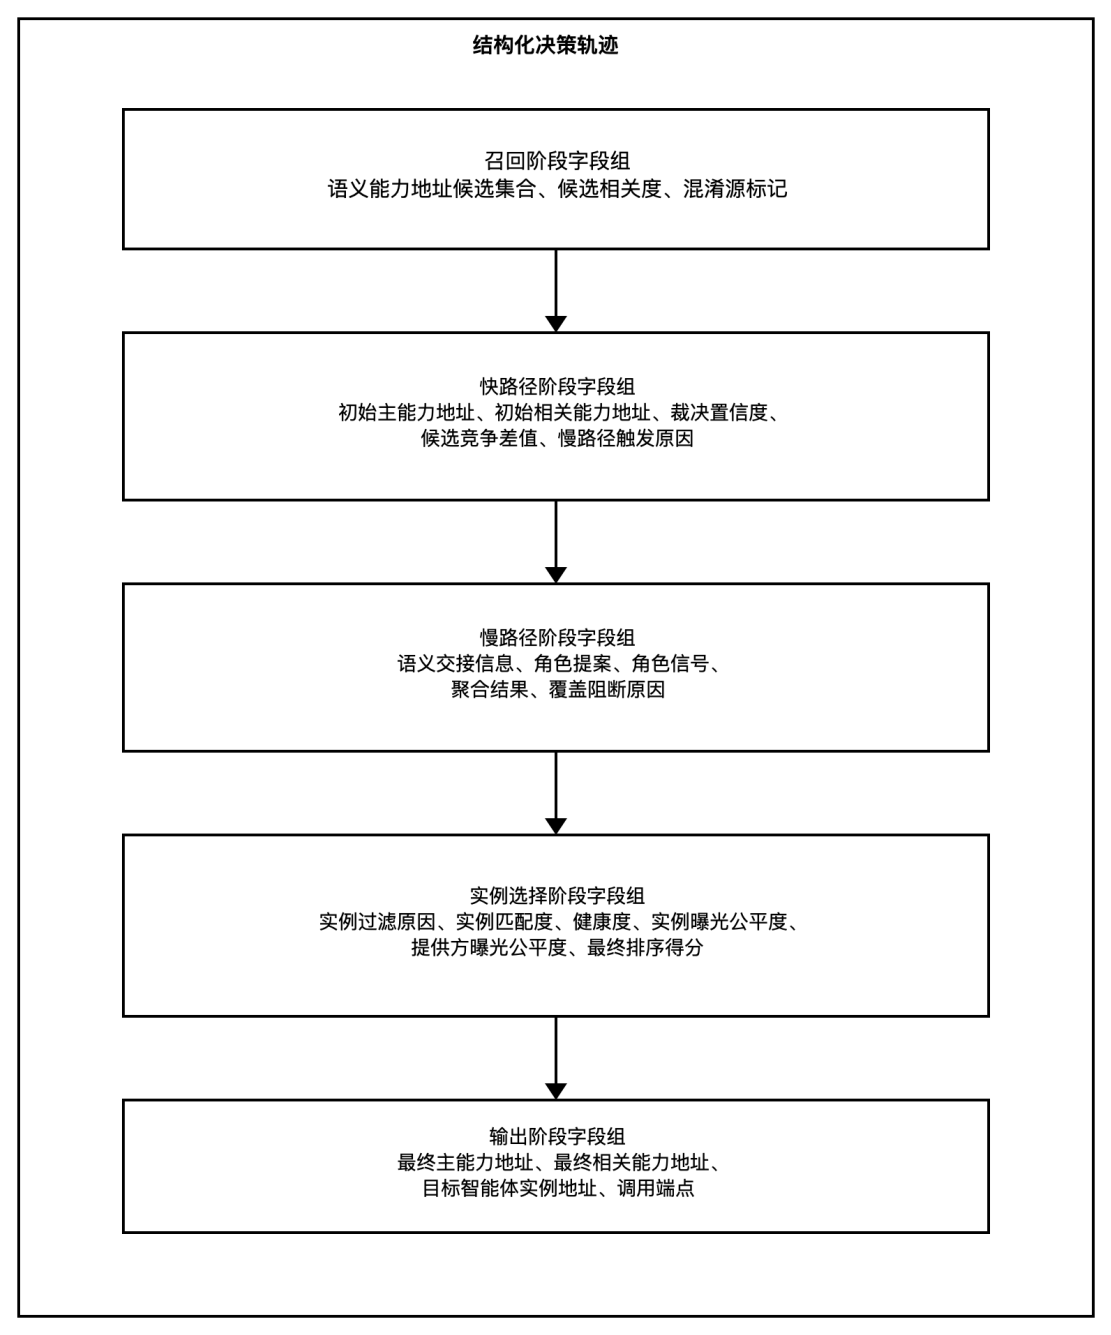 结构化决策轨迹
召回阶段字段组
语义能力地址候选集合、候选相关度、混淆源标记
快路径阶段字段组
初始主能力地址、初始相关能力地址、裁决置信度、
候选竞争差值、慢路径触发原因
慢路径阶段字段组
语义交接信息、角色提案、角色信号、
聚合结果、覆盖阻断原因
实例选择阶段字段组
实例过滤原因、实例匹配度、健康度、实例曝光公平度、
提供方曝光公平度、最终排序得分
输出阶段字段组
最终主能力地址、最终相关能力地址、
目标智能体实例地址、调用端点